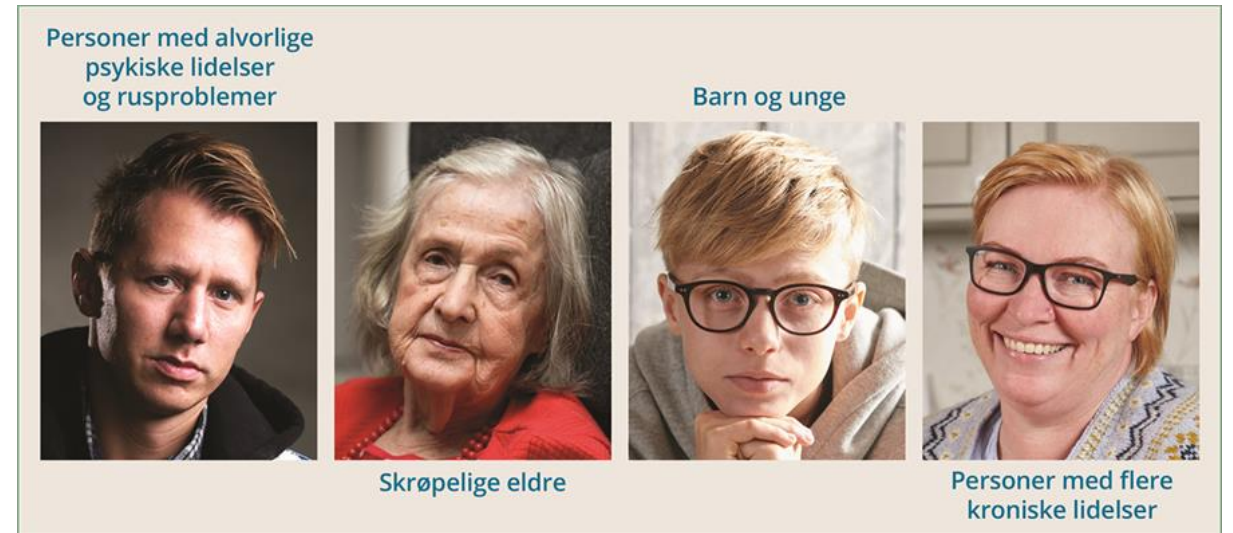 Personer med alvorlige
psykiske lidelser
og rusproblemer
Skrøpelige eldre
Barn og unge
Personer med flere
kroniske lidelser